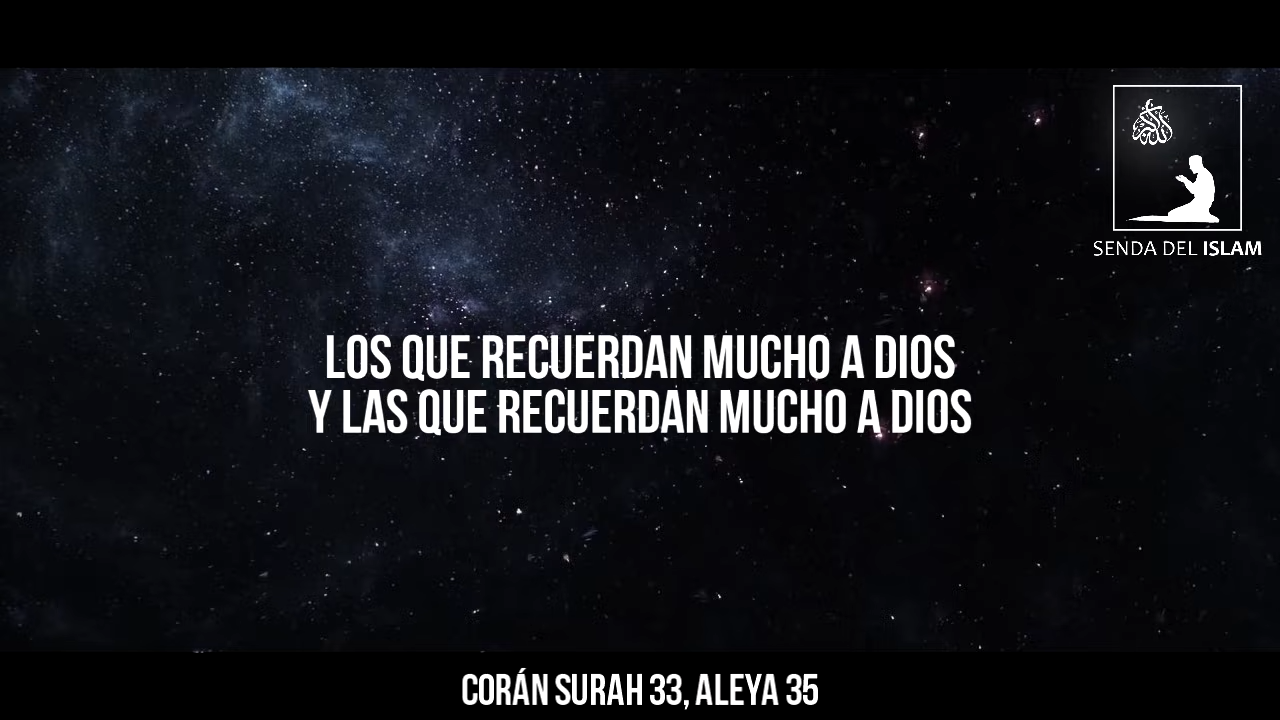 SENDA DEL ISLAM
LOS QUE RECUERDAN MUCHO A DIOS
Y LAS QUE RECUERDAN MUCHO A DIOS
CORÁN SURAH 33, ALEYA 35